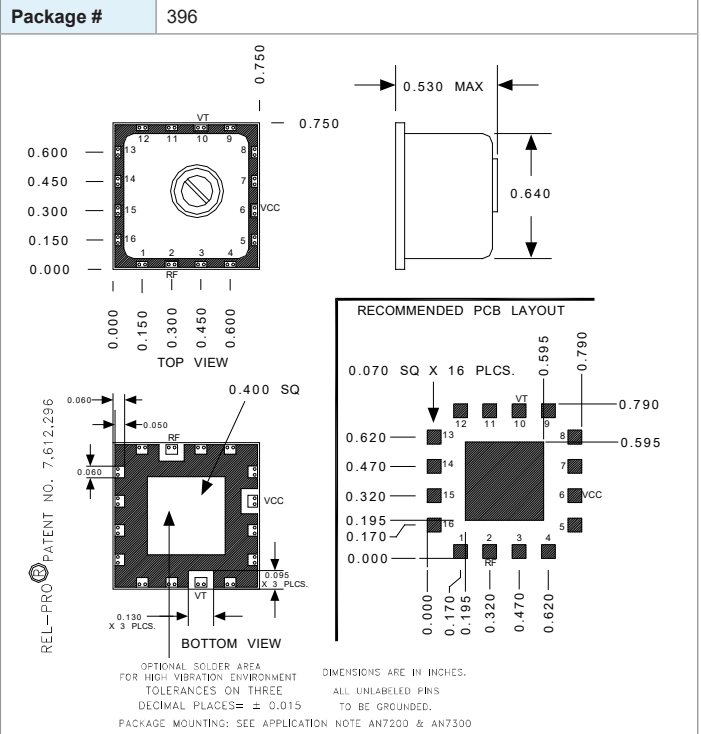 Package # 396
0.750
0.530 MAX
VT
0.750
12 11 10 9
0.600
13 8
0.450
14 7
0.640
0.300
15 6 VCC
0.150
16 5
1 2 3 4
0.000
RF
0.000 0.150 0.300 0.450 0.600
TOP VIEW
RECOMMENDED PCB LAYOUT
0.595 0.790
0.070 SQ X 16 PLCS.
VT
0.790
12 11 10 9
0.620
13 8
0.595
0.470
14 7
0.320
15 6 VCC
0.195
0.170
16 5
1 2 3 4
0.000
RF
0.000 0.170 0.195 0.320 0.470 0.620
0.400 SQ
0.060
0.050
RF
0.060
VCC
0.095
X 3 PLCS.
VT
0.130
X 3 PLCS.
BOTTOM VIEW
REL-PRO® PATENT NO. 7,612,296
OPTIONAL SOLDER AREA
FOR HIGH VIBRATION ENVIRONMENT
TOLERANCES ON THREE
DECIMAL PLACES= ± 0.015
DIMENSIONS ARE IN INCHES.
ALL UNLABELED PINS
TO BE GROUNDED.
PACKAGE MOUNTING: SEE APPLICATION NOTE AN7200 & AN7300